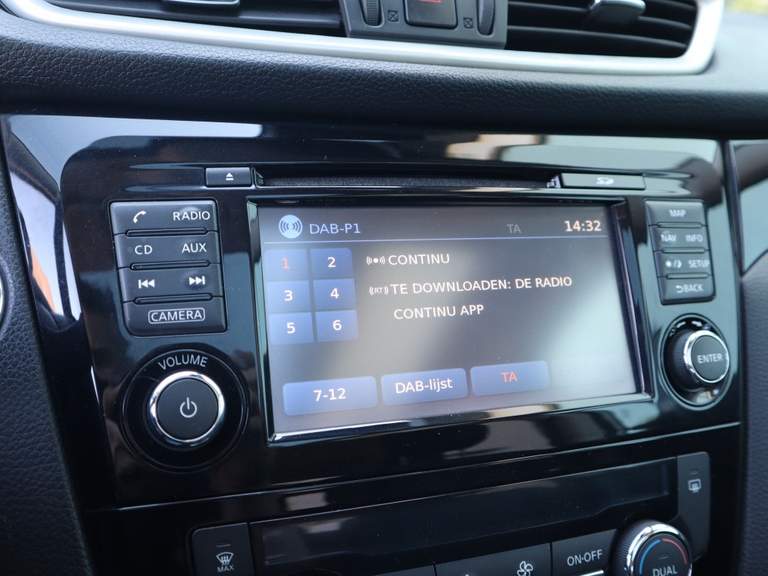 DAB-P1 TA 14:32
1 2 CONTINU
3 4 RT TE DOWNLOADEN: DE RADIO
CONTINU APP
5 6
7-12 DAB-lijst TA
RADIO
CD AUX
CAMERA
VOLUME
MAP
NAV INFO
SETUP
BACK
ENTER
MAX
ON-OFF
DUAL